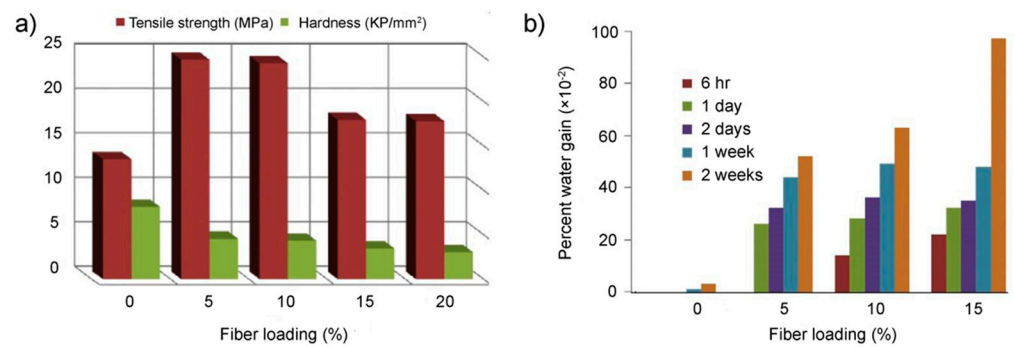 a)
Tensile strength (MPa) Hardness (KP/mm²)
25
20
15
10
5
0
0 5 10 15 20
Fiber loading (%)
b)
Percent water gain (×10⁻²)
100
80
60
40
20
0
6 hr
1 day
2 days
1 week
2 weeks
0 5 10 15
Fiber loading (%)